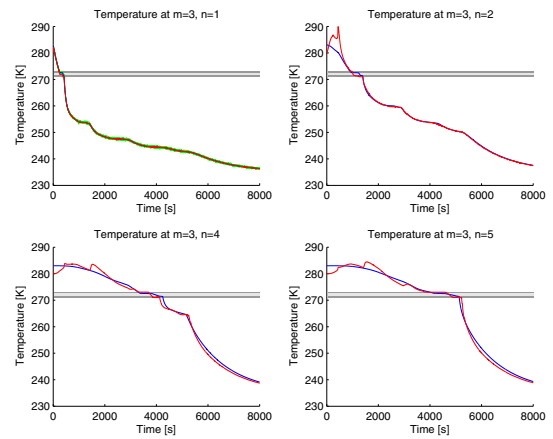 Temperature at m=3, n=1
Temperature at m=3, n=2
290
280
270
260
250
240
230
Temperature [K]
0 2000 4000 6000 8000
Time [s]
290
280
270
260
250
240
230
Temperature [K]
0 2000 4000 6000 8000
Time [s]
Temperature at m=3, n=4
Temperature at m=3, n=5
290
280
270
260
250
240
230
Temperature [K]
0 2000 4000 6000 8000
Time [s]
290
280
270
260
250
240
230
Temperature [K]
0 2000 4000 6000 8000
Time [s]